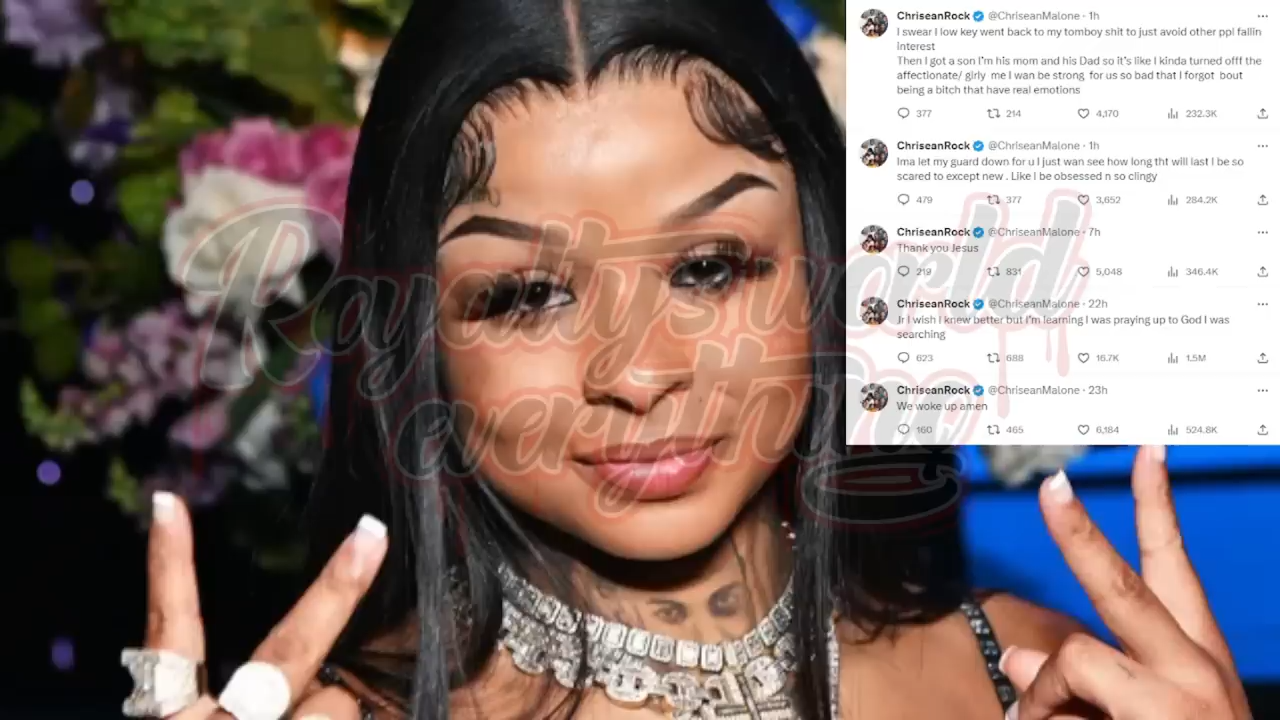 ChriseanRock @ChriseanMalone · 1h
I swear I low key went back to my tomboy shit to just avoid other ppl fallin
interest
Then I got a son I'm his mom and his Dad so it's like I kinda turned offf the
affectionate/ girly me I wan be strong for us so bad that I forgot bout
being a bitch that have real emotions
377 214 4,170 232.3K
ChriseanRock @ChriseanMalone · 1h
Ima let my guard down for u I just wan see how long tht will last I be so
scared to except new . Like I be obsessed n so clingy
479 377 3,652 284.2K
ChriseanRock @ChriseanMalone · 7h
Thank you Jesus
212 831 5,048 346.4K
ChriseanRock @ChriseanMalone · 22h
Jr I wish I knew better but I'm learning I was praying up to God I was
searching
623 688 16.7K 1.5M
ChriseanRock @ChriseanMalone · 23h
We woke up amen
160 465 6,184 524.8K
Royaltys world
everything